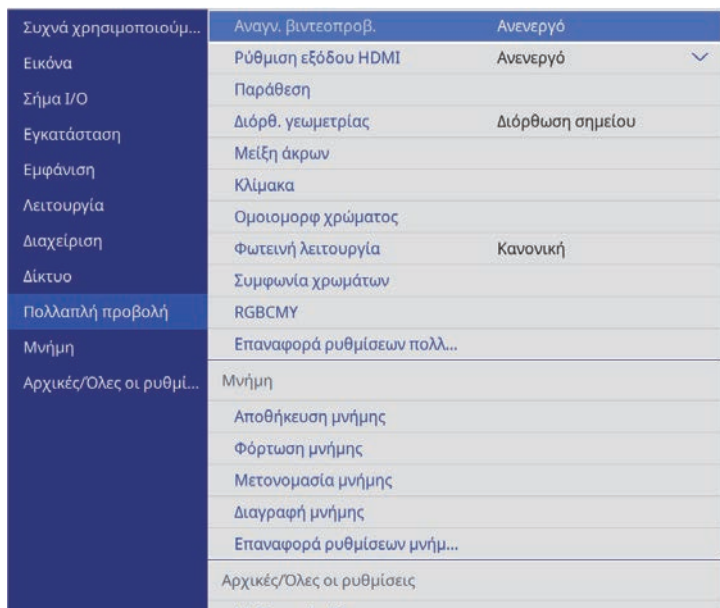 Συχνά χρησιμοποιούμ...
Εικόνα
Σήμα I/O
Εγκατάσταση
Εμφάνιση
Λειτουργία
Διαχείριση
Δίκτυο
Πολλαπλή προβολή
Μνήμη
Αρχικές/Όλες οι ρυθμί...
Αναγν. βιντεοπροβ. Ανενεργό
Ρύθμιση εξόδου HDMI Ανενεργό
Παράθεση
Διόρθ. γεωμετρίας Διόρθωση σημείου
Μείξη άκρων
Κλίμακα
Ομοιομορφ χρώματος
Φωτεινή λειτουργία Κανονική
Συμφωνία χρωμάτων
RGBCMY
Επαναφορά ρυθμίσεων πολλ...
Μνήμη
Αποθήκευση μνήμης
Φόρτωση μνήμης
Μετονομασία μνήμης
Διαγραφή μνήμης
Επαναφορά ρυθμίσεων μνήμ...
Αρχικές/Όλες οι ρυθμίσεις